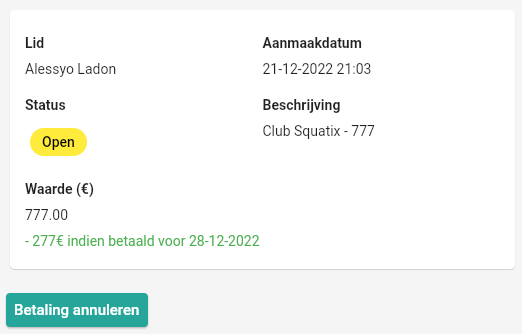 Lid
Alessyo Ladon
Aanmaakdatum
21-12-2022 21:03
Status
Open
Beschrijving
Club Squatix - 777
Waarde (€)
777.00
- 277€ indien betaald voor 28-12-2022
Betaling annuleren